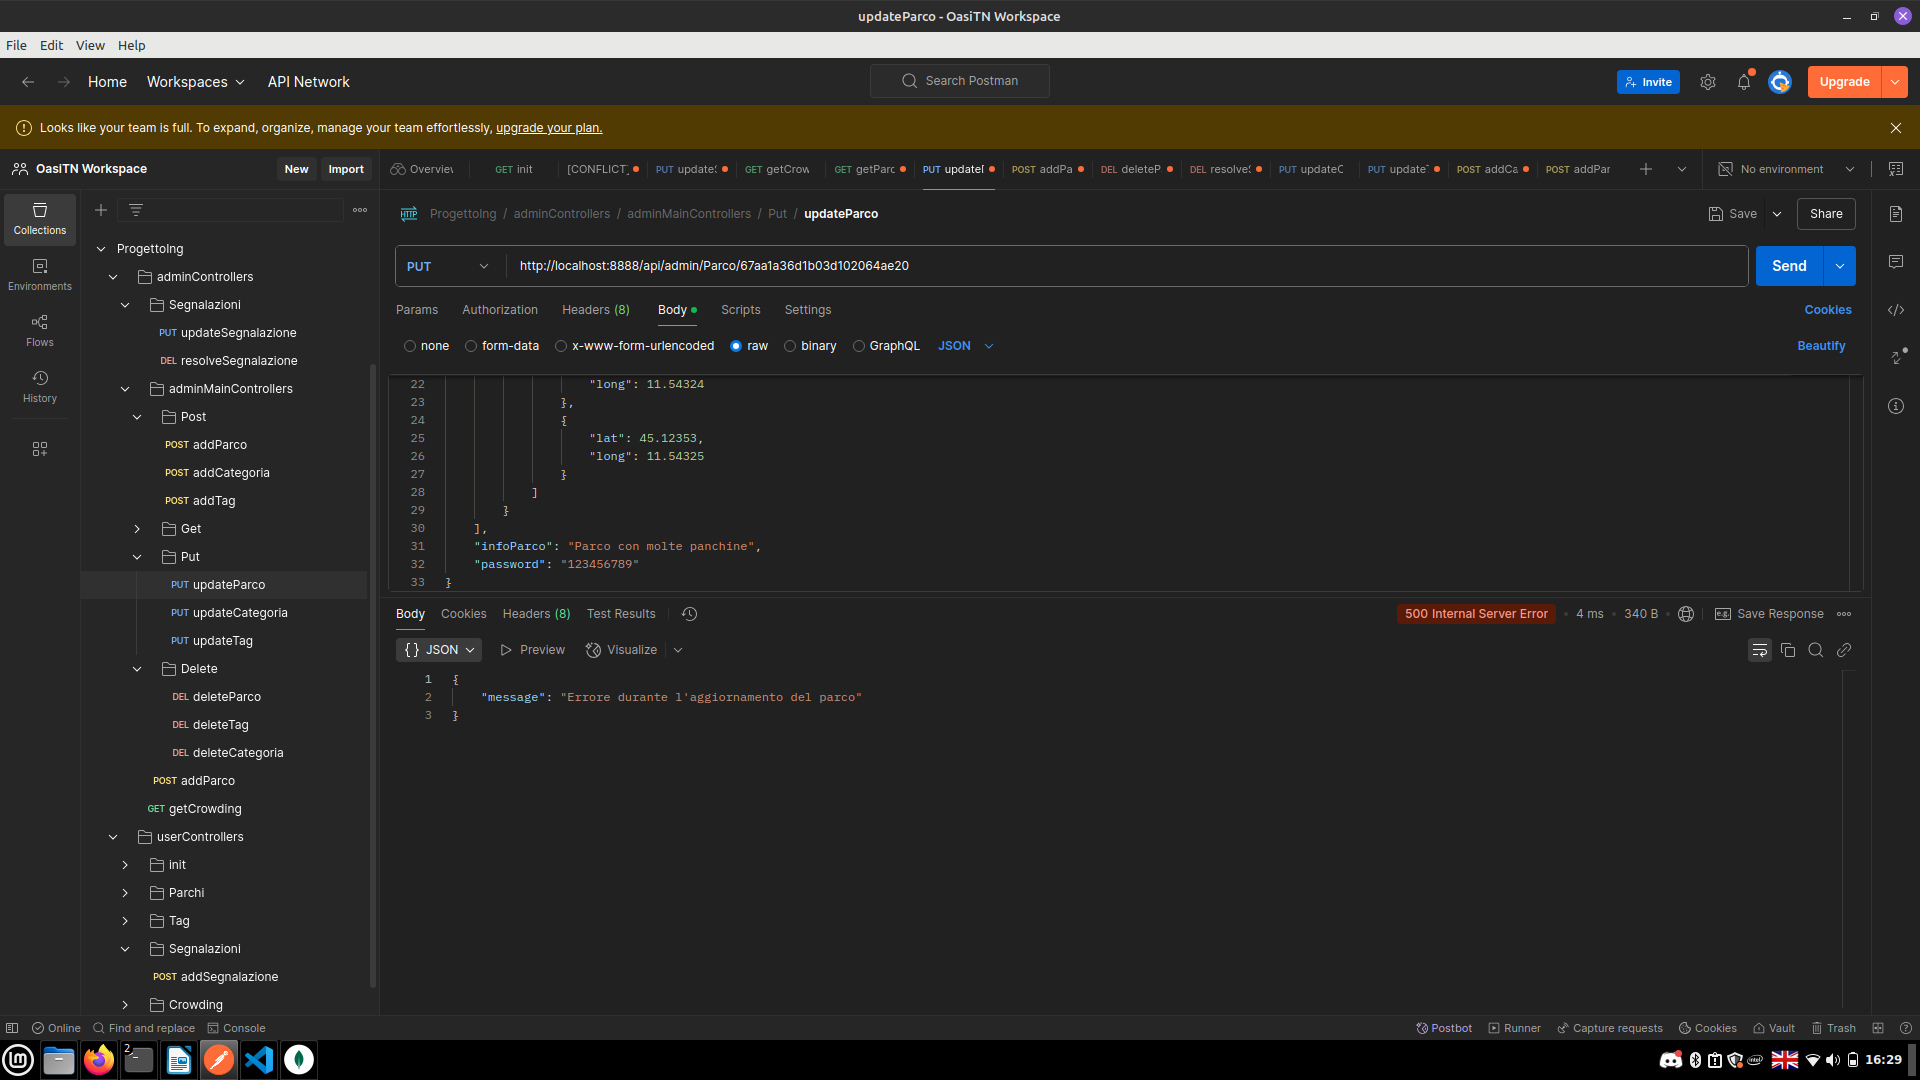 updateParco - OasiTN Workspace
File Edit View Help
Home Workspaces API Network
Search Postman
Invite
Upgrade
Looks like your team is full. To expand, organize, manage your team effortlessly, upgrade your plan.
OasiTN Workspace
New Import
Overview
GET init
[CONFLICT]
PUT update
GET getCrow
GET getParc
PUT update
POST addPa
DEL deleteP
DEL resolve
PUT updateC
PUT update
POST addCa
POST addPar
No environment
Collections
Environments
Flows
History
ProgettoIng
adminControllers
Segnalazioni
PUT updateSegnalazione
DEL resolveSegnalazione
adminMainControllers
Post
POST addParco
POST addCategoria
POST addTag
Get
Put
PUT updateParco
PUT updateCategoria
PUT updateTag
Delete
DEL deleteParco
DEL deleteTag
DEL deleteCategoria
POST addParco
GET getCrowding
userControllers
init
Parchi
Tag
Segnalazioni
POST addSegnalazione
Crowding
HTTP ProgettoIng / adminControllers / adminMainControllers / Put / updateParco
Save Share
PUT http://localhost:8888/api/admin/Parco/67aa1a36d1b03d102064ae20
Send
Params Authorization Headers (8) Body Scripts Settings
Cookies
none form-data x-www-form-urlencoded raw binary GraphQL JSON
Beautify
22 "long": 11.54324
23 },
24 {
25 "lat": 45.12353,
26 "long": 11.54325
27 }
28 ]
29 }
30 ],
31 "infoParco": "Parco con molte panchine",
32 "password": "123456789"
33 }
Body Cookies Headers (8) Test Results
500 Internal Server Error • 4 ms • 340 B
e.g. Save Response
{} JSON Preview Visualize
1 {
2 "message": "Errore durante l'aggiornamento del parco"
3 }
Online Find and replace Console
Postbot Runner Capture requests Cookies Vault Trash
2
16:29